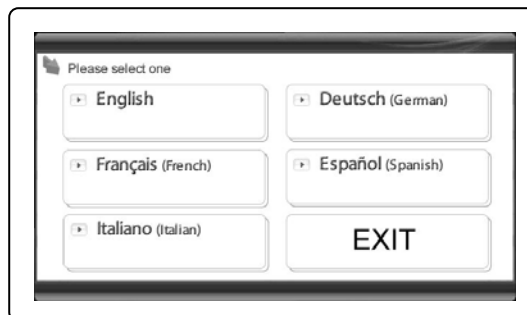 Please select one
English
Deutsch (German)
Français (French)
Español (Spanish)
Italiano (Italian)
EXIT